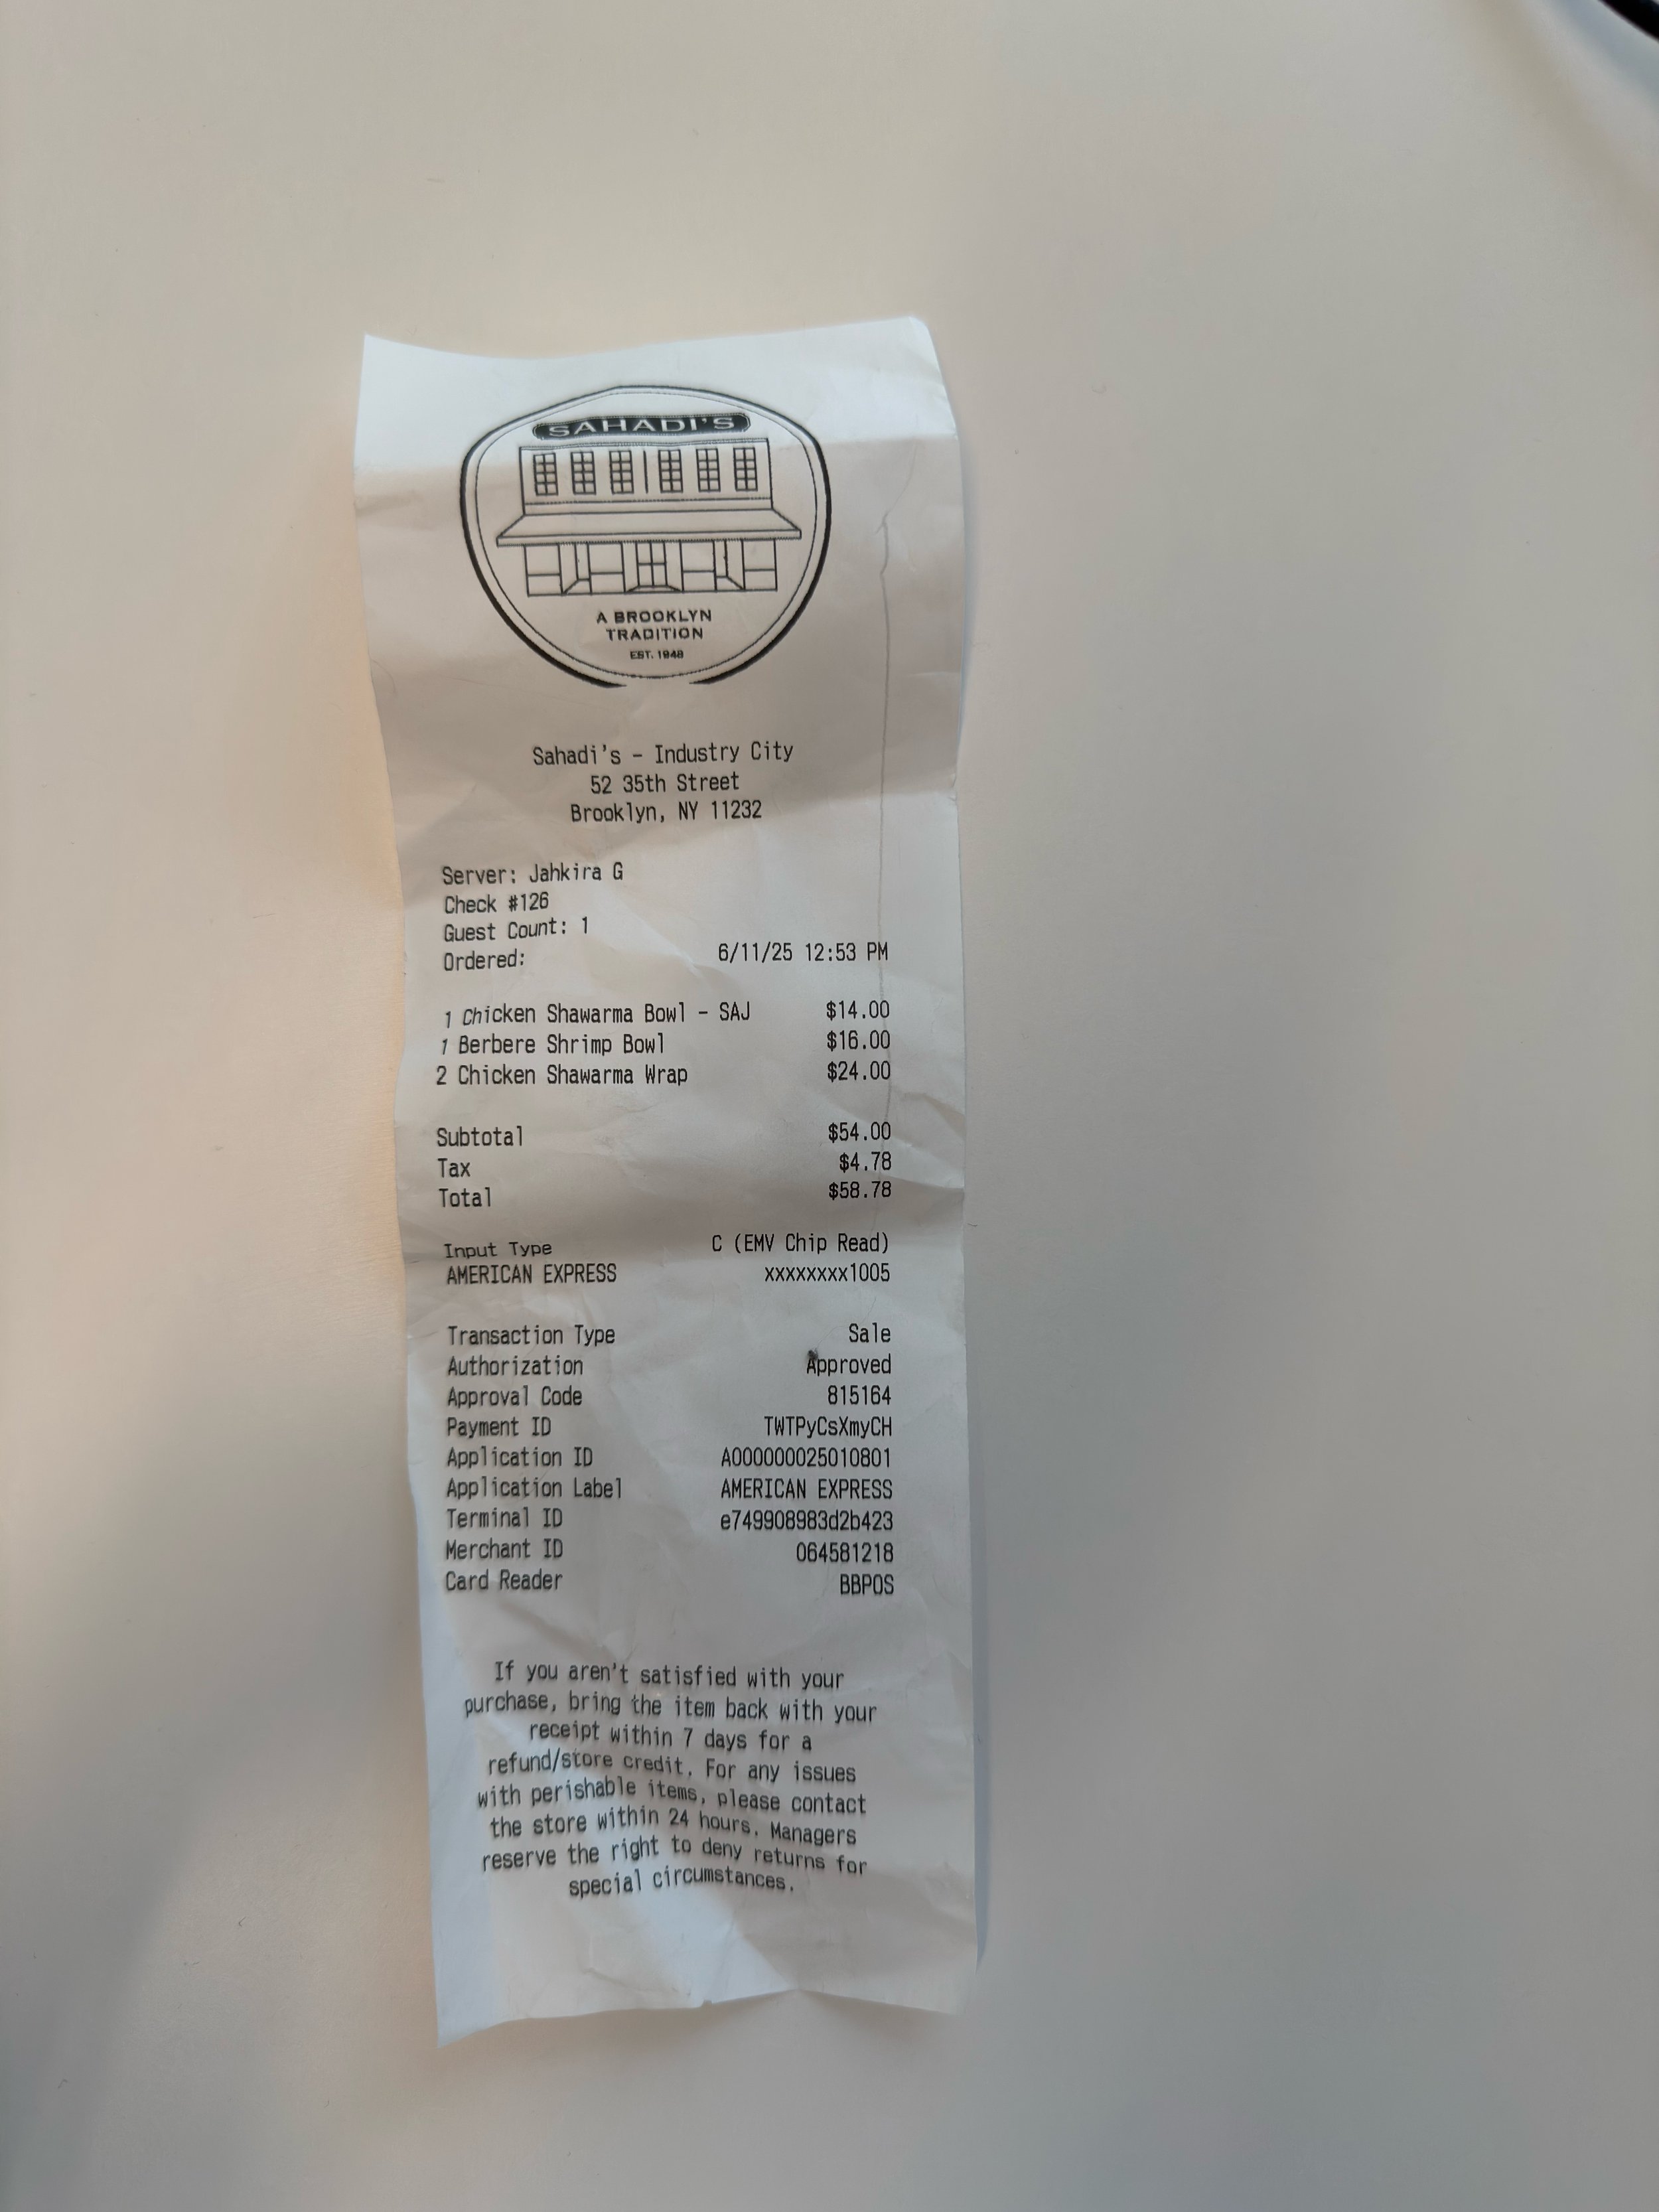 SAHADI'S
A BROOKLYN
TRADITION
EST. 1948
Sahadi's - Industry City
52 35th Street
Brooklyn, NY 11232
Server: Jahkira G
Check #126
Guest Count: 1
Ordered: 6/11/25 12:53 PM
1 Chicken Shawarma Bowl - SAJ $14.00
1 Berbere Shrimp Bowl $16.00
2 Chicken Shawarma Wrap $24.00
Subtotal $54.00
Tax $4.78
Total $58.78
Input Type C (EMV Chip Read)
AMERICAN EXPRESS xxxxxxxx1005
Transaction Type Sale
Authorization Approved
Approval Code 815164
Payment ID TWTPyCsXmyCH
Application ID A000000025010801
Application Label AMERICAN EXPRESS
Terminal ID e749908983d2b423
Merchant ID 064581218
Card Reader BBPOS
If you aren't satisfied with your
purchase, bring the item back with your
receipt within 7 days for a
refund/store credit. For any issues
with perishable items, please contact
the store within 24 hours. Managers
reserve the right to deny returns for
special circumstances.